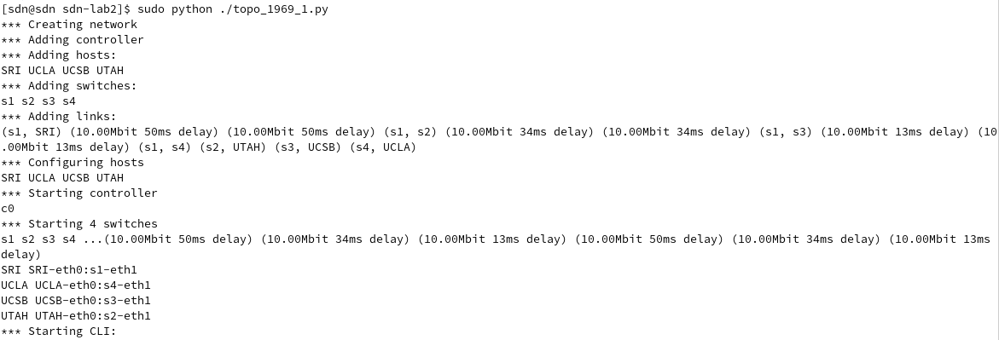 [sdn@sdn sdn-lab2]$ sudo python ./topo_1969_1.py
*** Creating network
*** Adding controller
*** Adding hosts:
SRI UCLA UCSB UTAH
*** Adding switches:
s1 s2 s3 s4
*** Adding links:
(s1, SRI) (10.00Mbit 50ms delay) (10.00Mbit 50ms delay) (s1, s2) (10.00Mbit 34ms delay) (10.00Mbit 34ms delay) (s1, s3) (10.00Mbit 13ms delay) (10
.00Mbit 13ms delay) (s1, s4) (s2, UTAH) (s3, UCSB) (s4, UCLA)
*** Configuring hosts
SRI UCLA UCSB UTAH
*** Starting controller
c0
*** Starting 4 switches
s1 s2 s3 s4 ...(10.00Mbit 50ms delay) (10.00Mbit 34ms delay) (10.00Mbit 13ms delay) (10.00Mbit 50ms delay) (10.00Mbit 34ms delay) (10.00Mbit 13ms
delay)
SRI SRI-eth0:s1-eth1
UCLA UCLA-eth0:s4-eth1
UCSB UCSB-eth0:s3-eth1
UTAH UTAH-eth0:s2-eth1
*** Starting CLI: